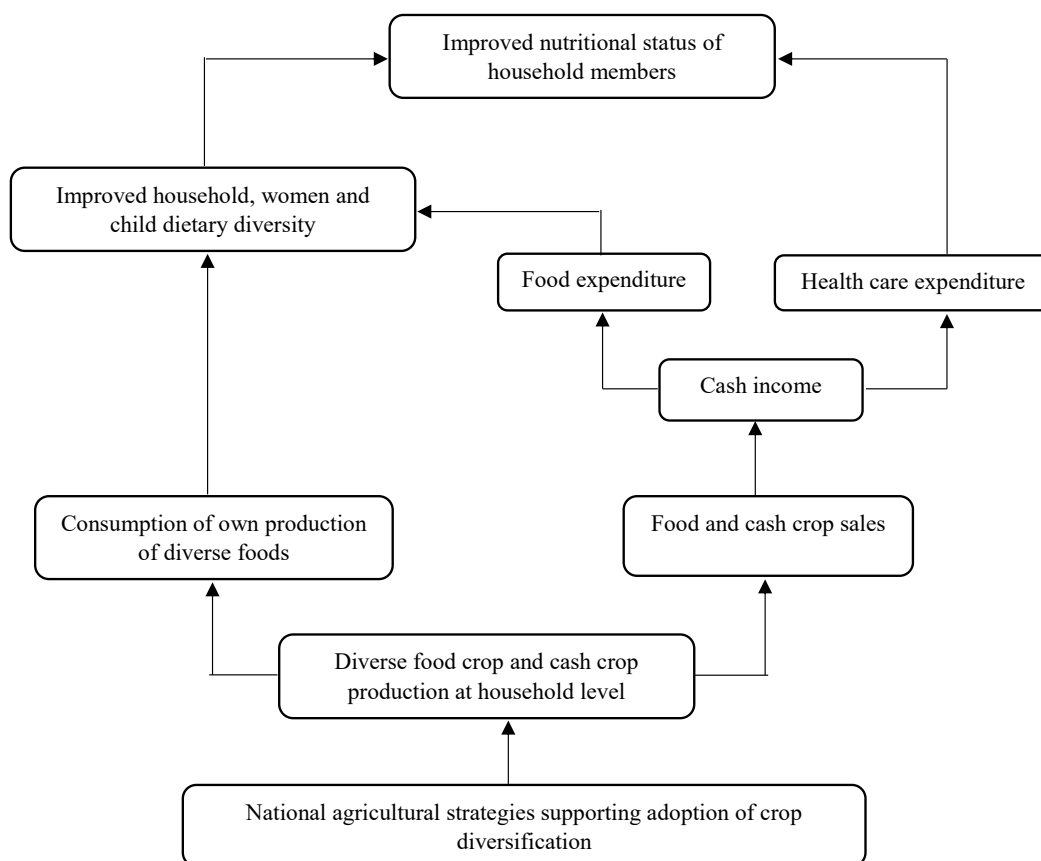 Improved nutritional status of
household members
Improved household, women and
child dietary diversity
Food expenditure
Health care expenditure
Cash income
Consumption of own production
of diverse foods
Food and cash crop sales
Diverse food crop and cash crop
production at household level
National agricultural strategies supporting adoption of crop
diversification